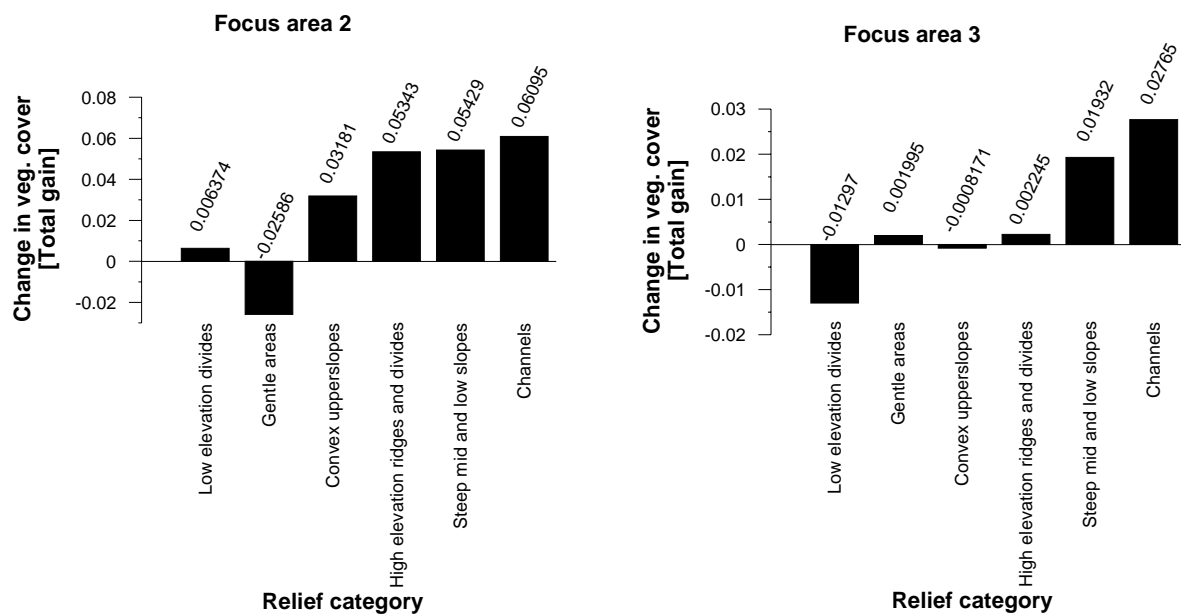 Focus area 2
Change in veg. cover
[Total gain]
0.08
0.06
0.04
0.02
0
-0.02
0.006374
-0.02586
0.03181
0.05343
0.05429
0.06095
Low elevation divides
Gentle areas
Convex upperslopes
High elevation ridges and divides
Steep mid and low slopes
Channels
Relief category
Focus area 3
Change in veg. cover
[Total gain]
0.03
0.02
0.01
0
-0.01
-0.02
-0.01297
0.001995
-0.0008171
0.002245
0.01932
0.02765
Low elevation divides
Gentle areas
Convex upperslopes
High elevation ridges and divides
Steep mid and low slopes
Channels
Relief category